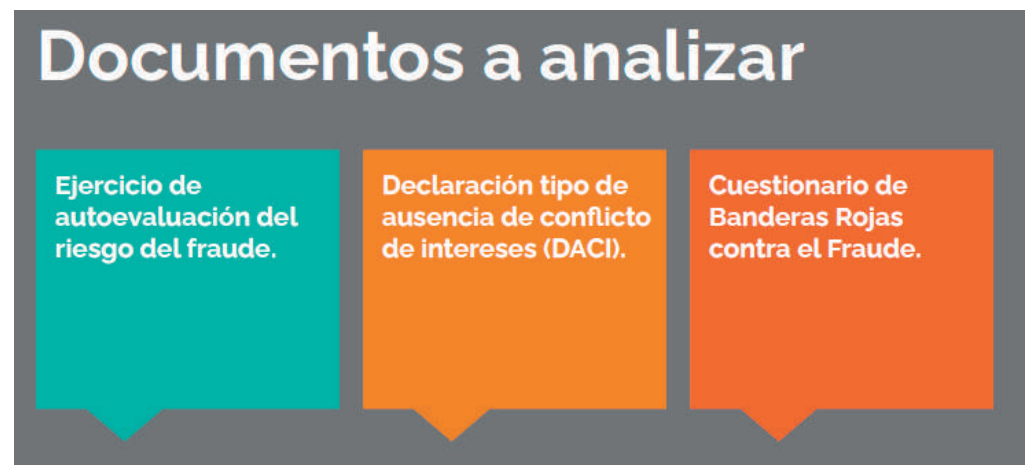 Documentos a analizar
Ejercicio de
autoevaluación del
riesgo del fraude.
Declaración tipo de
ausencia de conflicto
de intereses (DACI).
Cuestionario de
Banderas Rojas
contra el Fraude.